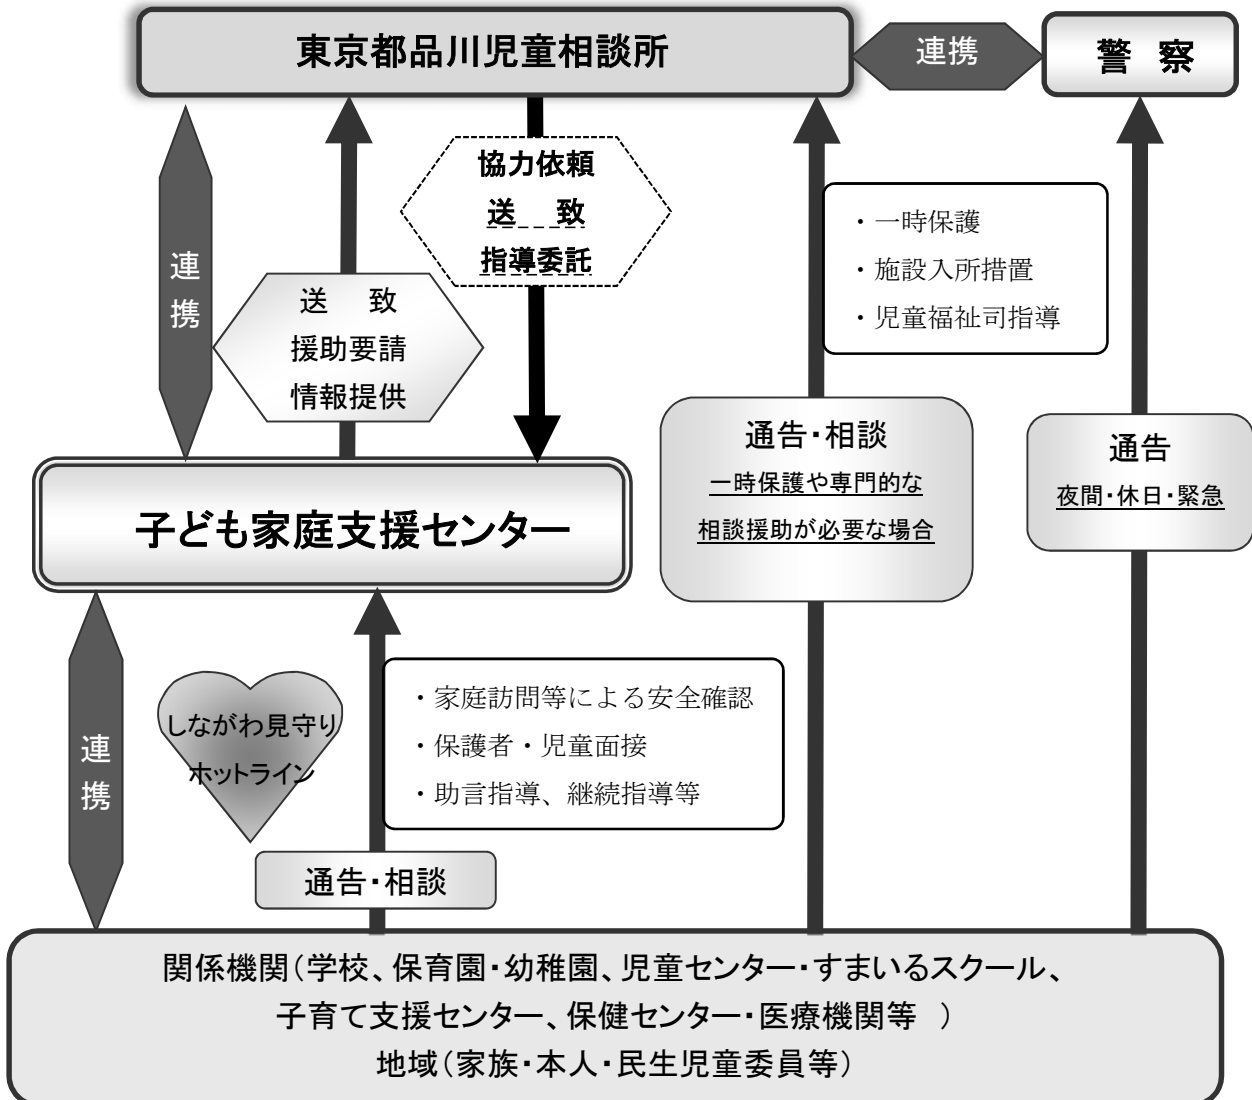 東京都品川児童相談所
連携
警 察
連携
送 致
援助要請
情報提供
協力依頼
送 致
指導委託
・一時保護
・施設入所措置
・児童福祉司指導
通告・相談
一時保護や専門的な
相談援助が必要な場合
通告
夜間・休日・緊急
子ども家庭支援センター
連携
しながわ見守り
ホットライン
・家庭訪問等による安全確認
・保護者・児童面接
・助言指導、継続指導等
通告・相談
関係機関(学校、保育園・幼稚園、児童センター・すまいるスクール、
子育て支援センター、保健センター・医療機関等 )
地域(家族・本人・民生児童委員等)